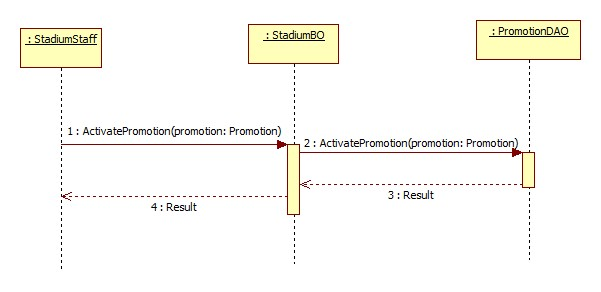 : StadiumStaff
: StadiumBO
: PromotionDAO
1 : ActivatePromotion(promotion: Promotion)
2 : ActivatePromotion(promotion: Promotion)
3 : Result
4 : Result